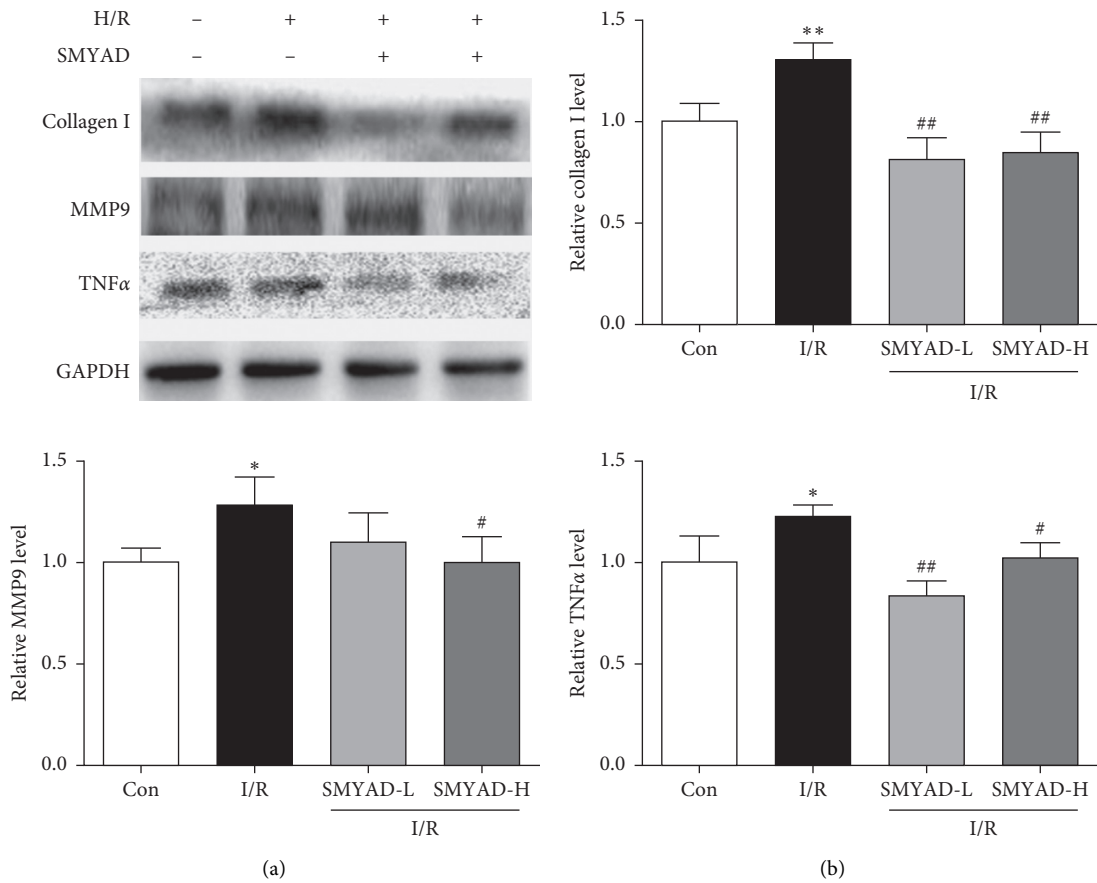 H/R – + + +
SMYAD – – + +
Collagen I
MMP9
TNFα
GAPDH
Relative collagen I level
1.5
1.0
0.5
0.0
**
##
##
Con I/R SMYAD-L SMYAD-H
I/R
Relative MMP9 level
1.5
1.0
0.5
0.0
*
#
Con I/R SMYAD-L SMYAD-H
I/R
(a)
Relative TNFα level
1.5
1.0
0.5
0.0
*
##
#
Con I/R SMYAD-L SMYAD-H
I/R
(b)